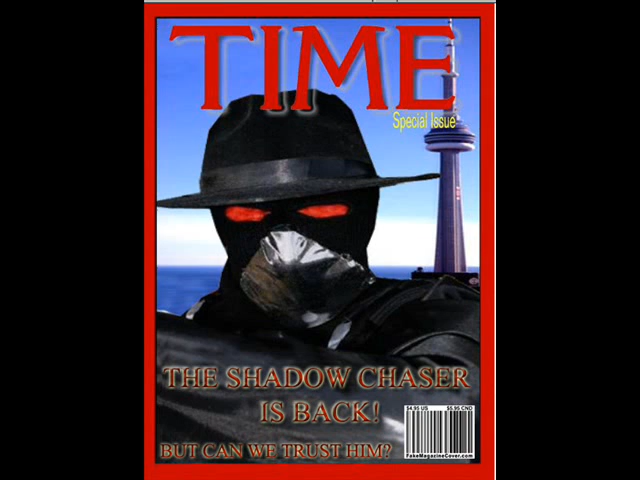 TIME
Special Issue
THE SHADOW CHASER
IS BACK!
BUT CAN WE TRUST HIM?
$4.95 US $5.95 CND
FakeMagazineCover.com